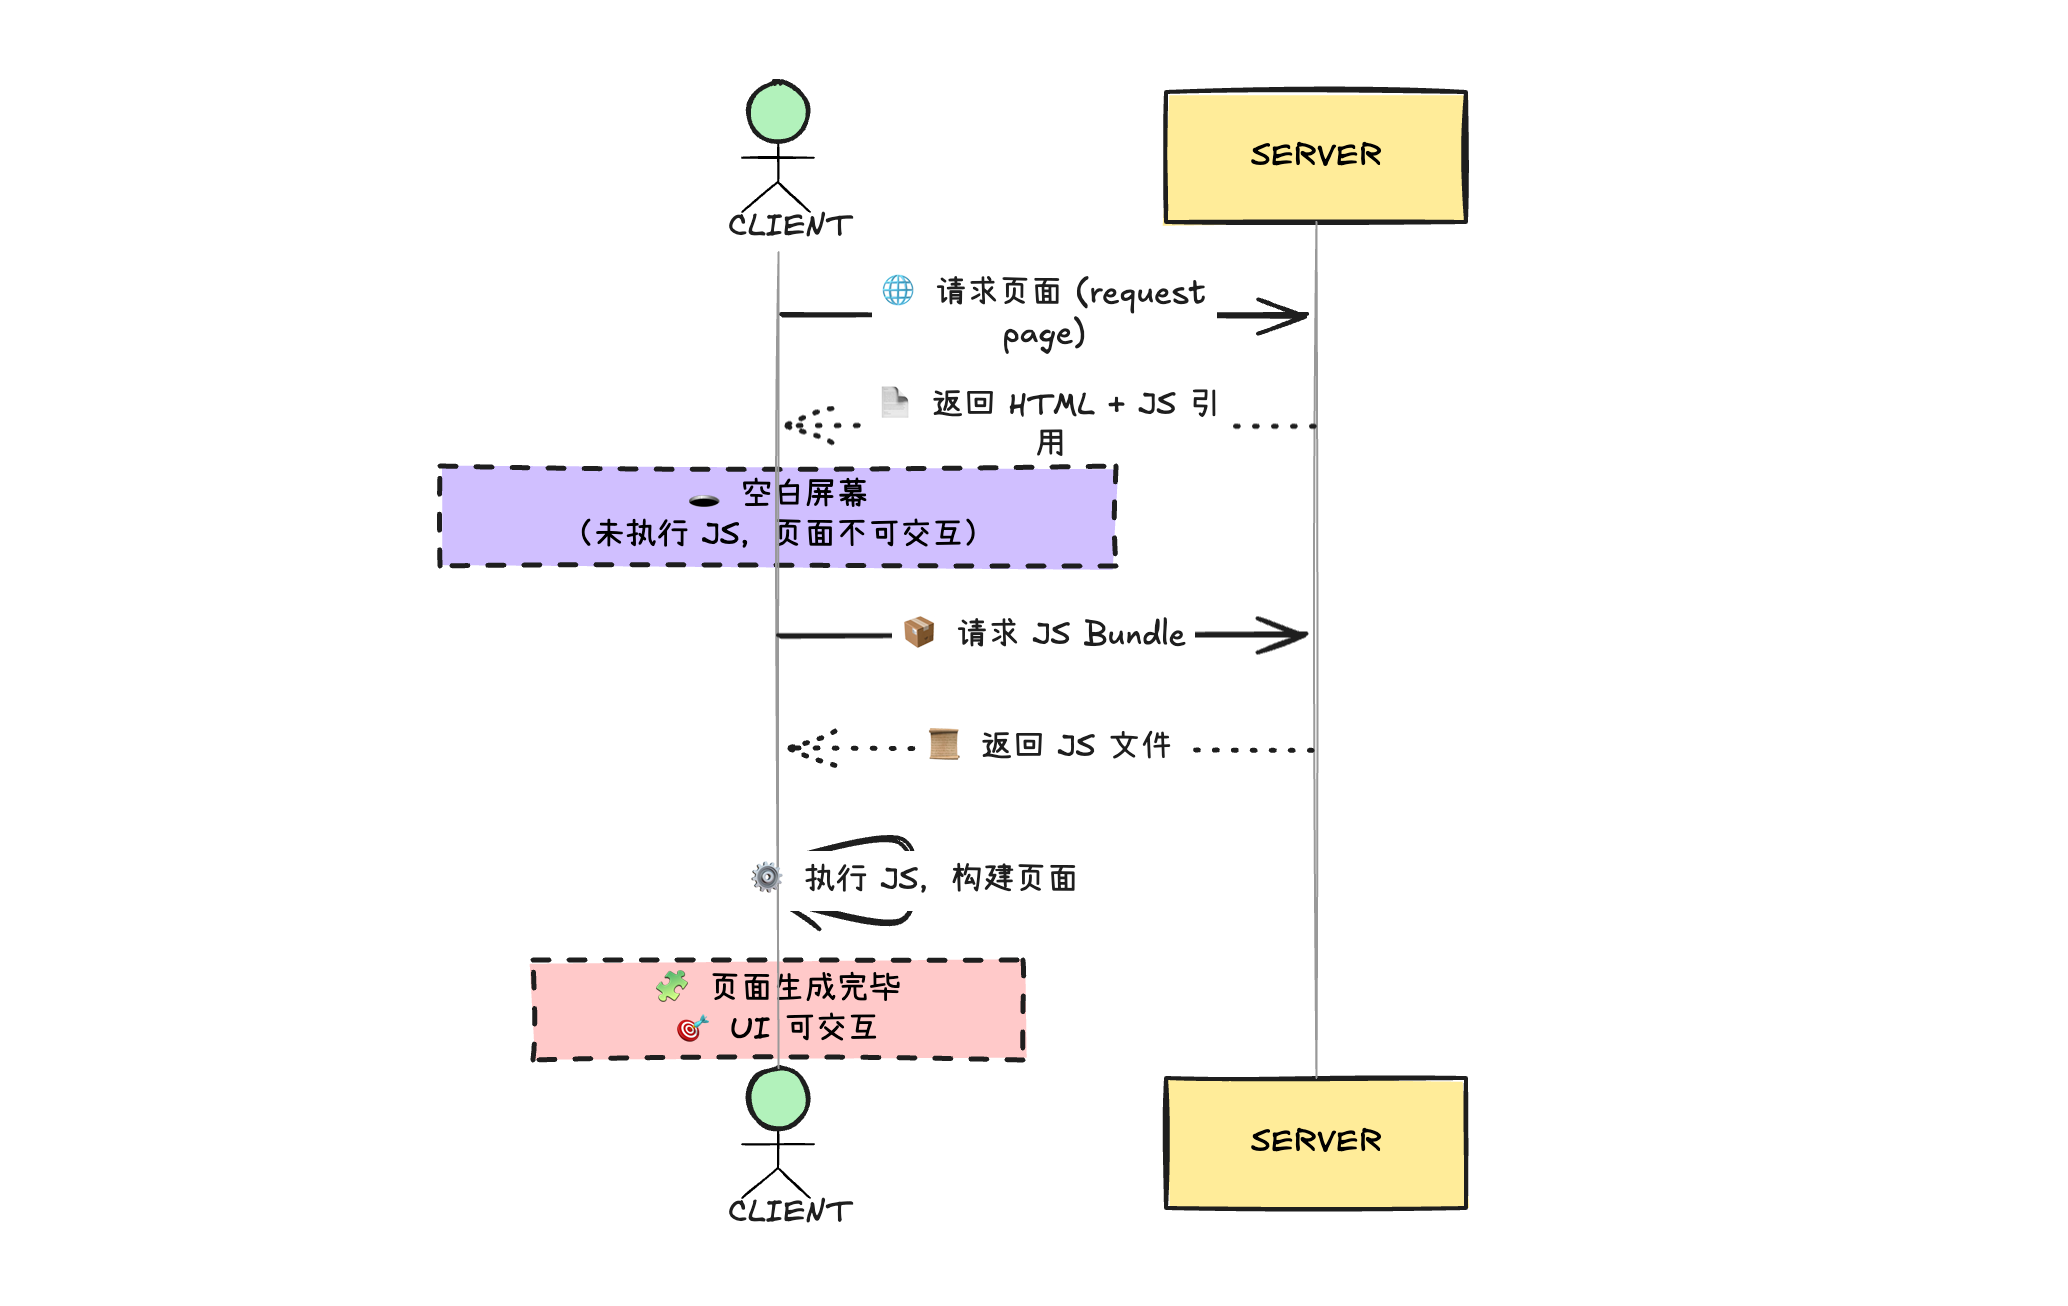 CLIENT
SERVER
请求页面 (request
page)
返回 HTML + JS 引
用
空白屏幕
（未执行 JS，页面不可交互）
请求 JS Bundle
返回 JS 文件
执行 JS，构建页面
页面生成完毕
UI 可交互
CLIENT
SERVER